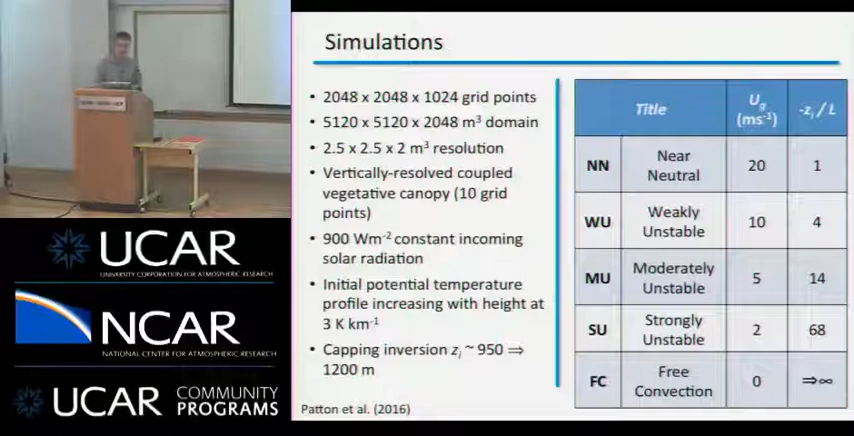 Simulations
• 2048 x 2048 x 1024 grid points
• 5120 x 5120 x 2048 m³ domain
• 2.5 x 2.5 x 2 m³ resolution
• Vertically-resolved coupled
vegetative canopy (10 grid
points)
• 900 Wm⁻² constant incoming
solar radiation
• Initial potential temperature
profile increasing with height at
3 K km⁻¹
• Capping inversion zᵢ ~ 950 ⇒
1200 m
Patton et al. (2016)
Title U_g (ms⁻¹) -zᵢ / L
NN Near Neutral 20 1
WU Weakly Unstable 10 4
MU Moderately Unstable 5 14
SU Strongly Unstable 2 68
FC Free Convection 0 ⇒∞
UCAR
UNIVERSITY CORPORATION FOR ATMOSPHERIC RESEARCH
NCAR
NATIONAL CENTER FOR ATMOSPHERIC RESEARCH
UCAR COMMUNITY
PROGRAMS